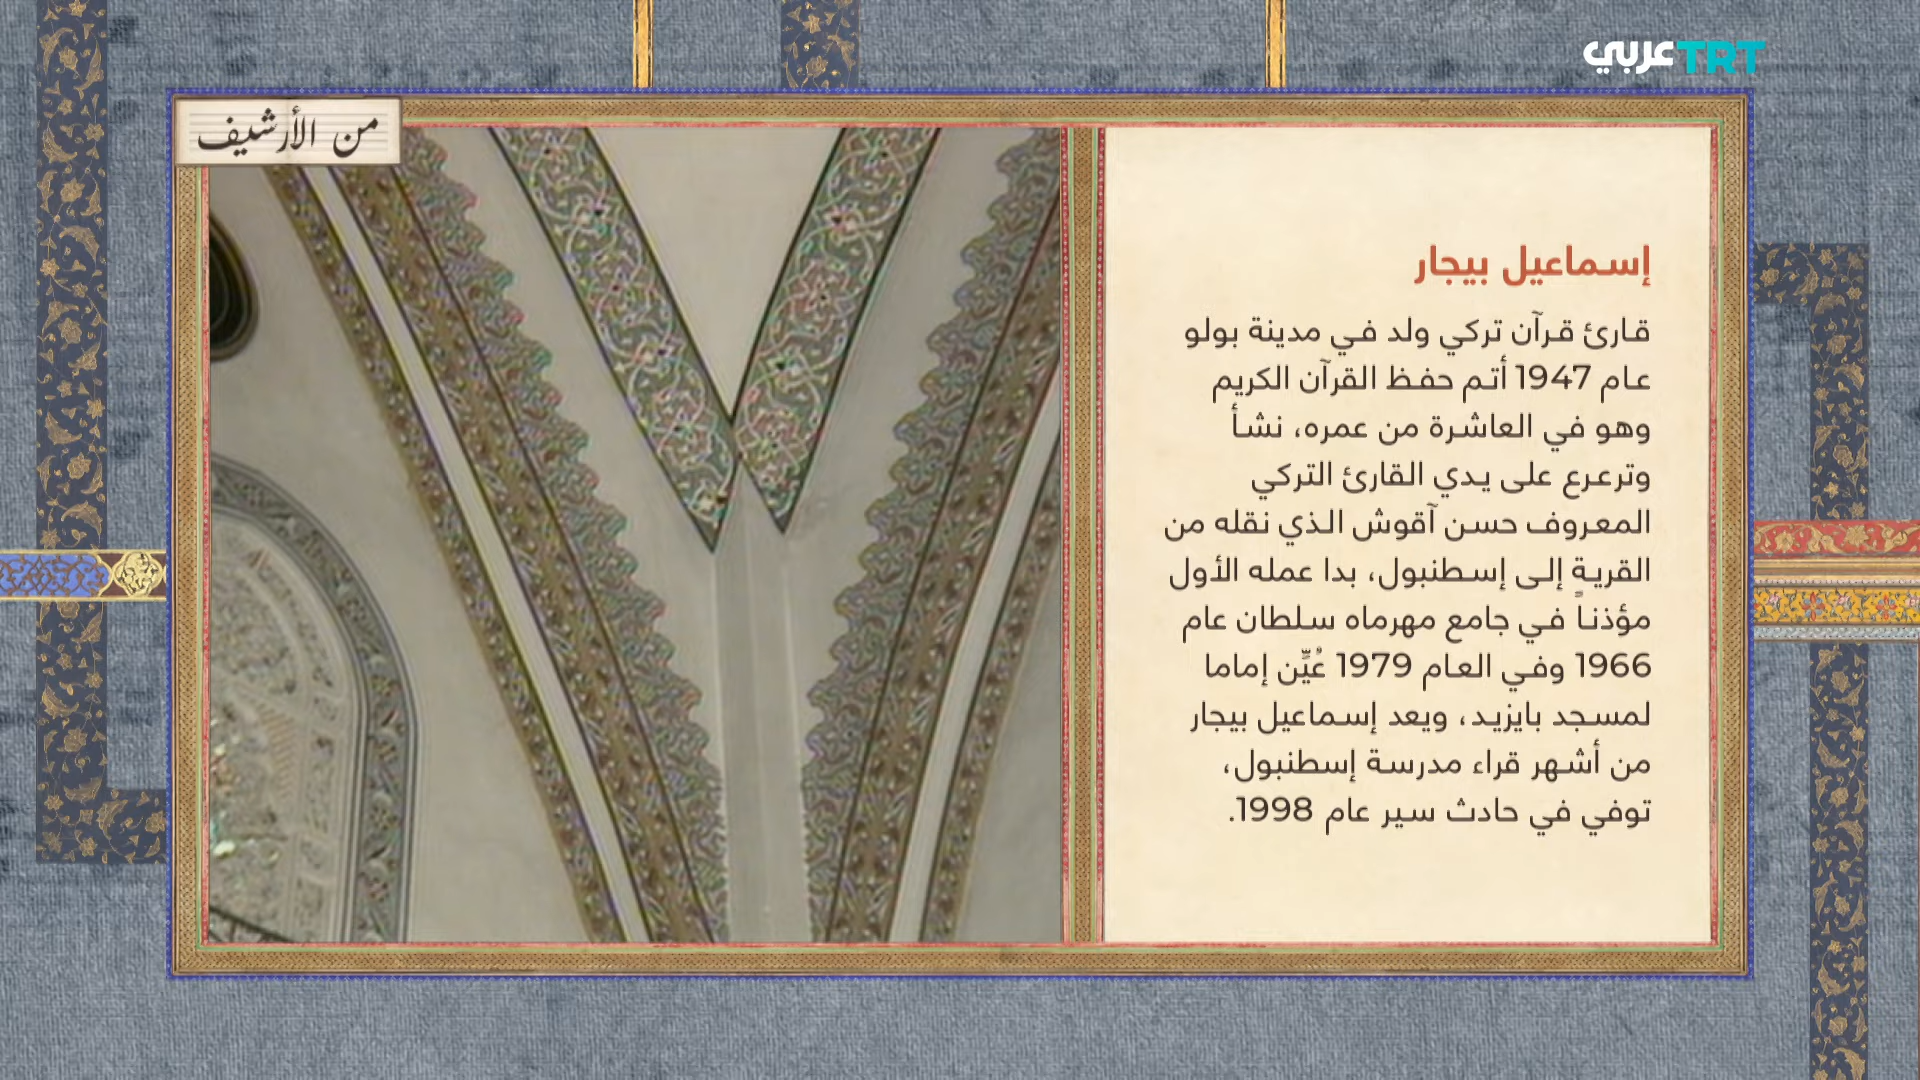 TRT عربي
من الأرشيف
إسماعيل بيجار
قارئ قرآن تركي ولد في مدينة بولو
عام 1947 أتم حفظ القرآن الكريم
وهو في العاشرة من عمره، نشأ
وترعرع على يدي القارئ التركي
المعروف حسن آقوش الذي نقله من
القرية إلى إسطنبول، بدا عمله الأول
مؤذناً في جامع مهرماه سلطان عام
1966 وفي العام 1979 عُيِّن إماما
لمسجد بايزيد، ويعد إسماعيل بيجار
من أشهر قراء مدرسة إسطنبول،
توفي في حادث سير عام 1998.